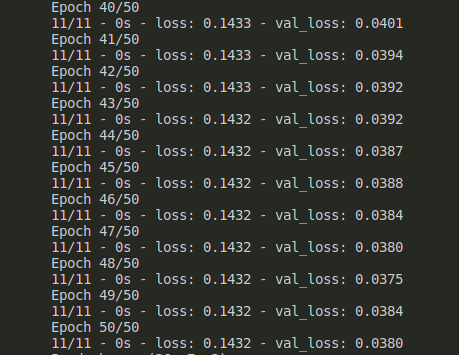 Epoch 40/50
11/11 - 0s - loss: 0.1433 - val_loss: 0.0401
Epoch 41/50
11/11 - 0s - loss: 0.1433 - val_loss: 0.0394
Epoch 42/50
11/11 - 0s - loss: 0.1433 - val_loss: 0.0392
Epoch 43/50
11/11 - 0s - loss: 0.1432 - val_loss: 0.0392
Epoch 44/50
11/11 - 0s - loss: 0.1432 - val_loss: 0.0387
Epoch 45/50
11/11 - 0s - loss: 0.1432 - val_loss: 0.0388
Epoch 46/50
11/11 - 0s - loss: 0.1432 - val_loss: 0.0384
Epoch 47/50
11/11 - 0s - loss: 0.1432 - val_loss: 0.0380
Epoch 48/50
11/11 - 0s - loss: 0.1432 - val_loss: 0.0375
Epoch 49/50
11/11 - 0s - loss: 0.1432 - val_loss: 0.0384
Epoch 50/50
11/11 - 0s - loss: 0.1432 - val_loss: 0.0380